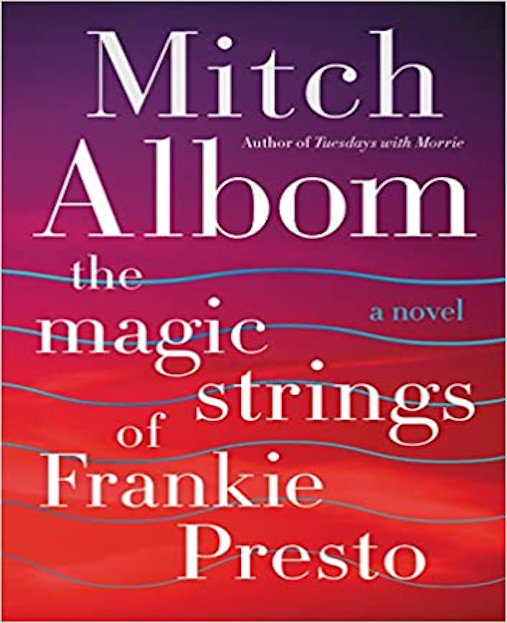 Mitch
Author of Tuesdays with Morrie
Albom
the
a novel
magic
strings
of
Frankie
Presto